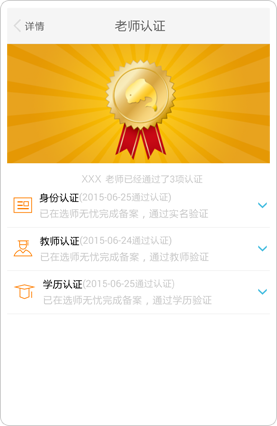 详情 老师认证
XXX 老师已经通过了3项认证
身份认证(2015-06-25通过认证)
已在选师无忧完成备案，通过实名验证
教师认证(2015-06-24通过认证)
已在选师无忧完成备案，通过教师验证
学历认证(2015-06-25通过认证)
已在选师无忧完成备案，通过学历验证